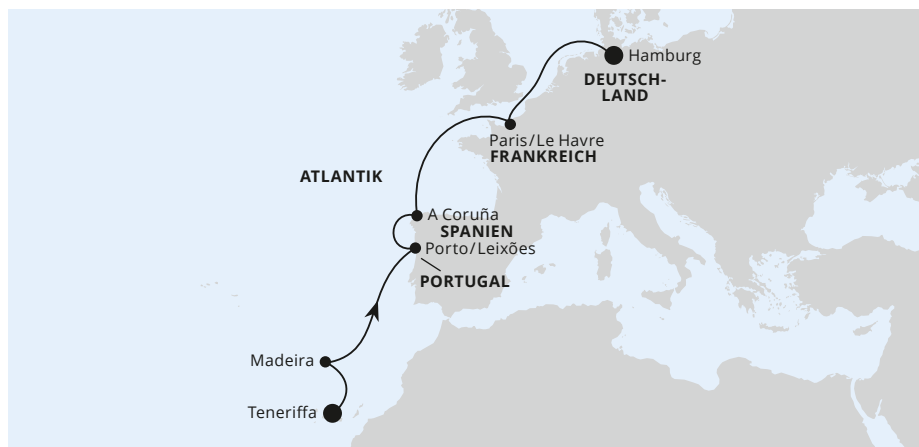 Hamburg
DEUTSCH-
LAND
Paris/Le Havre
FRANKREICH
ATLANTIK
A Coruña
SPANIEN
Porto/Leixões
PORTUGAL
Madeira
Teneriffa